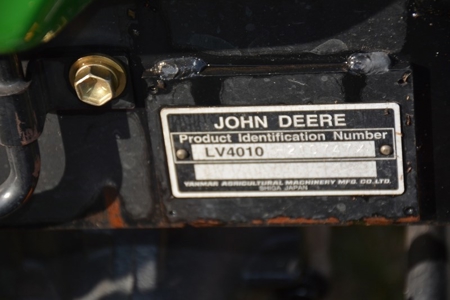 JOHN DEERE
Product Identification Number
LV4010
YANMAR AGRICULTURAL MACHINERY MFG.CO.LTD.
SHIGA JAPAN